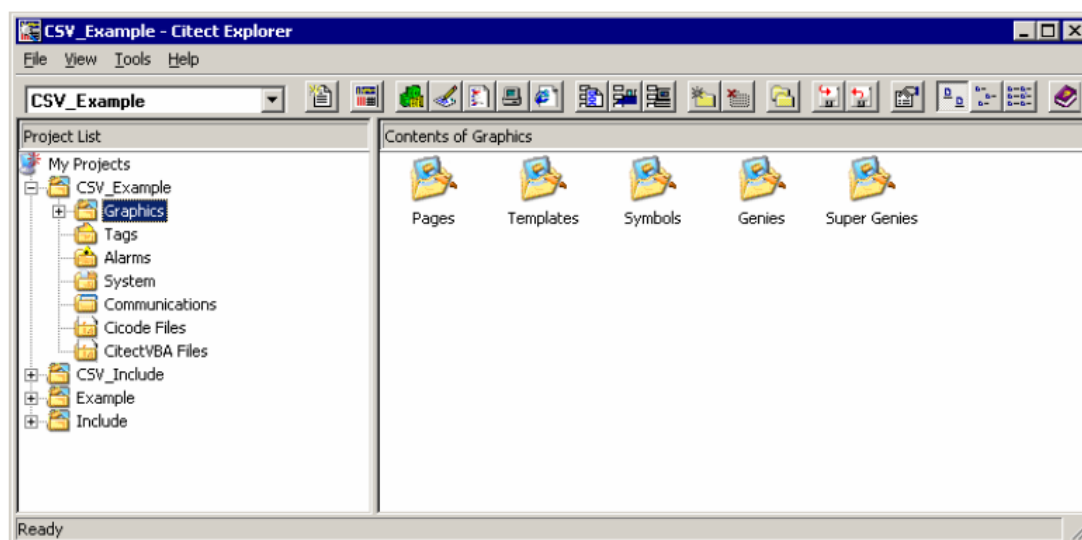 CSV_Example - Citect Explorer
File View Tools Help
CSV_Example
Project List
Contents of Graphics
My Projects
CSV_Example
Graphics
Tags
Alarms
System
Communications
Cicode Files
CitectVBA Files
CSV_Include
Example
Include
Pages Templates Symbols Genies Super Genies
Ready